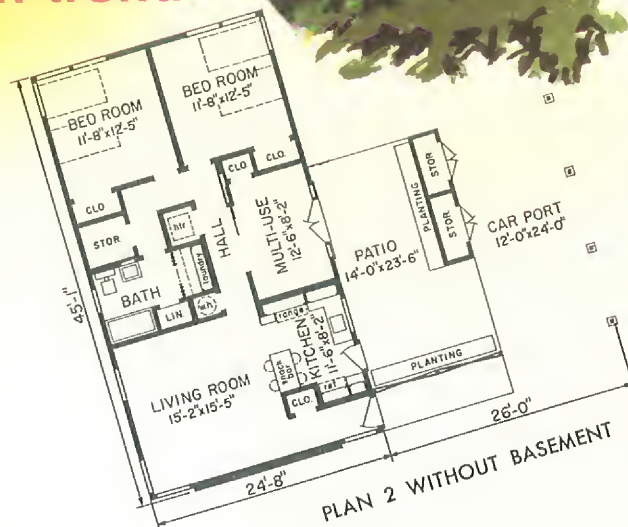 BED ROOM
11'-8"x12'-5"
BED ROOM
11'-8"x12'-5"
CLO
CLO
CLO.
STOR.
htr
HALL
MULTI-USE
12'-6"x8'-2"
BATH
laundry
LIN.
w.h
range
KITCHEN
11'-6"x8'-2"
snack bar
ref
CLO.
LIVING ROOM
15'-2"x15'-5"
PATIO
14'-0"x23'-6"
PLANTING
STOR
STOR
CAR PORT
12'-0"x24'-0"
PLANTING
45'-1"
24'-8"
26'-0"
PLAN 2 WITHOUT BASEMENT